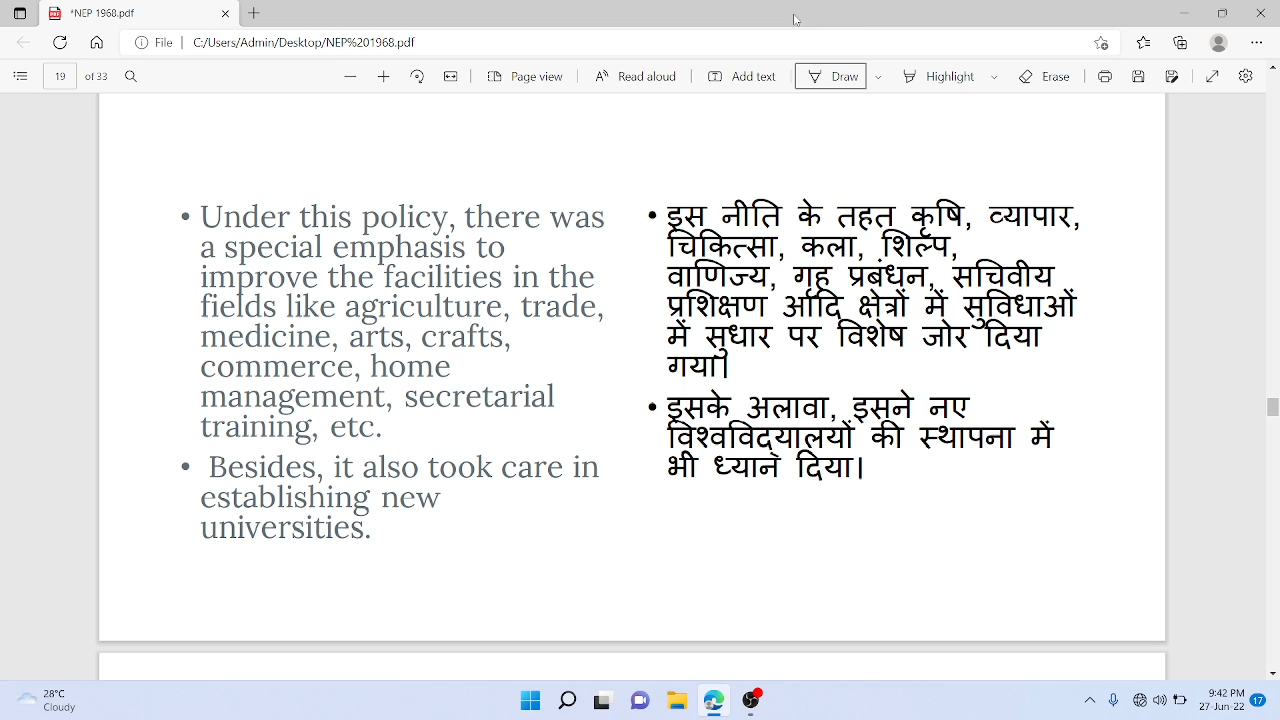 *NEP 1968.pdf
File
C:/Users/Admin/Desktop/NEP%201968.pdf
19 of 33
Page view
Read aloud
Add text
Draw
Highlight
Erase
• Under this policy, there was
a special emphasis to
improve the facilities in the
fields like agriculture, trade,
medicine, arts, crafts,
commerce, home
management, secretarial
training, etc.
• Besides, it also took care in
establishing new
universities.
• इस नीति के तहत कृषि, व्यापार,
चिकित्सा, कला, शिल्प,
वाणिज्य, गृह प्रबंधन, सचिवीय
प्रशिक्षण आदि क्षेत्रों में सुविधाओं
में सुधार पर विशेष जोर दिया
गया।
• इसके अलावा, इसने नए
विश्वविद्यालयों की स्थापना में
भी ध्यान दिया।
28°C
Cloudy
9:42 PM
27-Jun-22
17